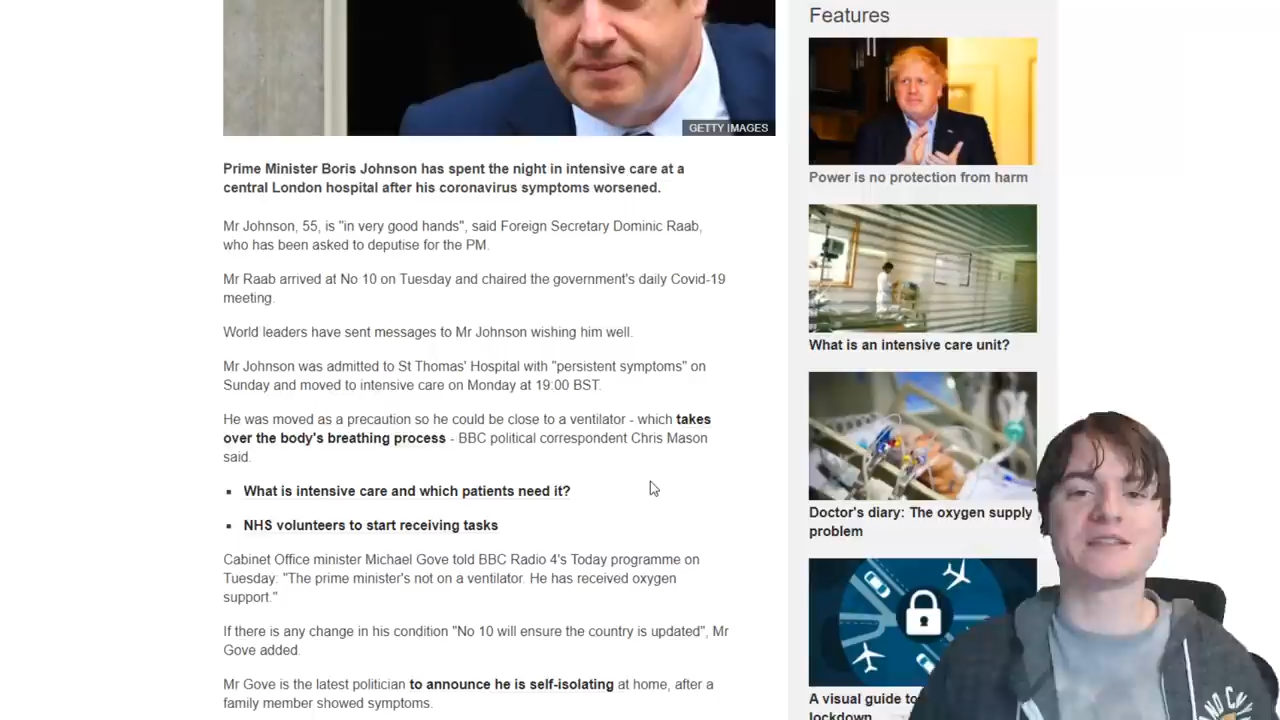 Features
GETTY IMAGES
Prime Minister Boris Johnson has spent the night in intensive care at a
central London hospital after his coronavirus symptoms worsened.
Mr Johnson, 55, is "in very good hands", said Foreign Secretary Dominic Raab,
who has been asked to deputise for the PM.
Mr Raab arrived at No 10 on Tuesday and chaired the government's daily Covid-19
meeting.
World leaders have sent messages to Mr Johnson wishing him well.
Mr Johnson was admitted to St Thomas' Hospital with "persistent symptoms" on
Sunday and moved to intensive care on Monday at 19:00 BST.
He was moved as a precaution so he could be close to a ventilator - which takes
over the body's breathing process - BBC political correspondent Chris Mason
said.
What is intensive care and which patients need it?
NHS volunteers to start receiving tasks
Cabinet Office minister Michael Gove told BBC Radio 4's Today programme on
Tuesday: "The prime minister's not on a ventilator. He has received oxygen
support."
If there is any change in his condition "No 10 will ensure the country is updated", Mr
Gove added.
Mr Gove is the latest politician to announce he is self-isolating at home, after a
family member showed symptoms.
Power is no protection from harm
What is an intensive care unit?
Doctor's diary: The oxygen supply
problem
A visual guide to
lockdown
NO